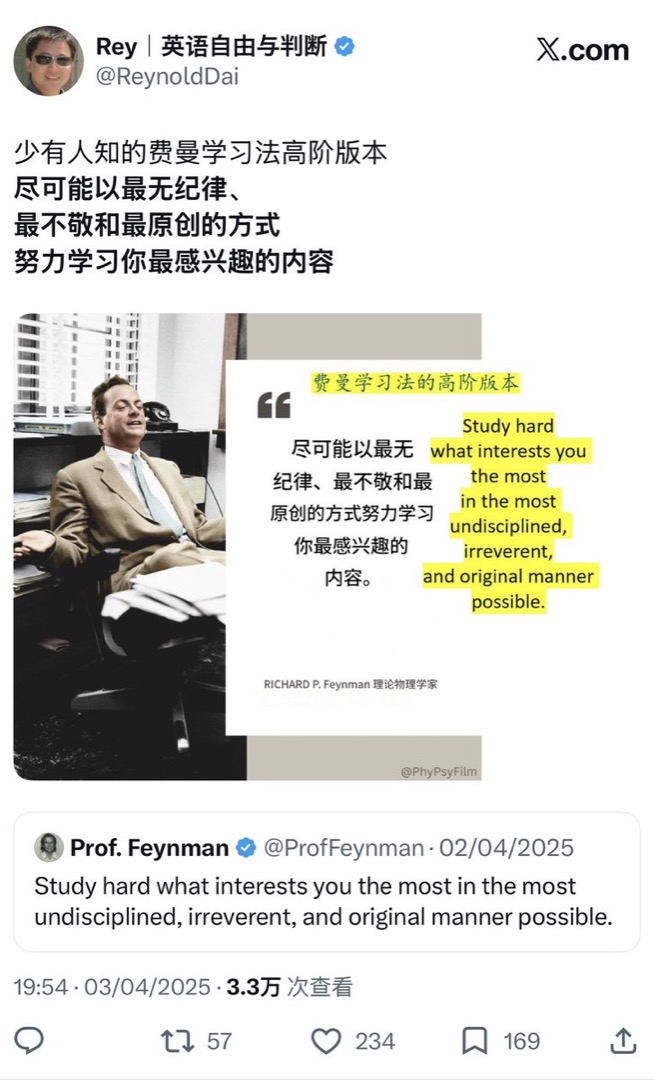 Rey｜英语自由与判断
X.com
@ReynoldDai
少有人知的费曼学习法高阶版本
尽可能以最无纪律、
最不敬和最原创的方式
努力学习你最感兴趣的内容
费曼学习法的高阶版本
“
尽可能以最无
纪律、最不敬和最
原创的方式努力学习
你最感兴趣的
内容。
Study hard
what interests you
the most
in the most
undisciplined,
irreverent,
and original manner
possible.
RICHARD P. Feynman 理论物理学家
@PhyPsyFilm
Prof. Feynman @ProfFeynman · 02/04/2025
Study hard what interests you the most in the most
undisciplined, irreverent, and original manner possible.
19:54 · 03/04/2025 · 3.3万 次查看
57 234 169